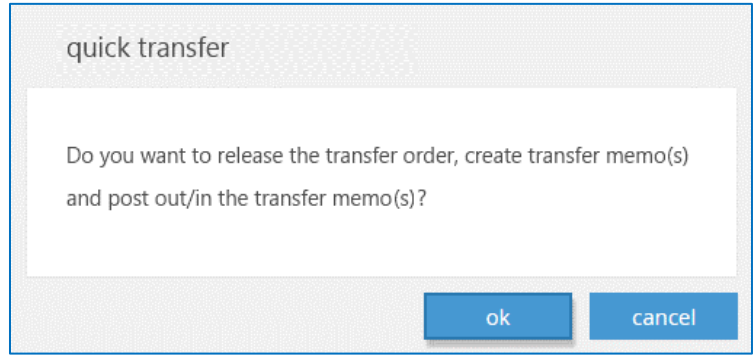 quick transfer
Do you want to release the transfer order, create transfer memo(s)
and post out/in the transfer memo(s)?
ok
cancel